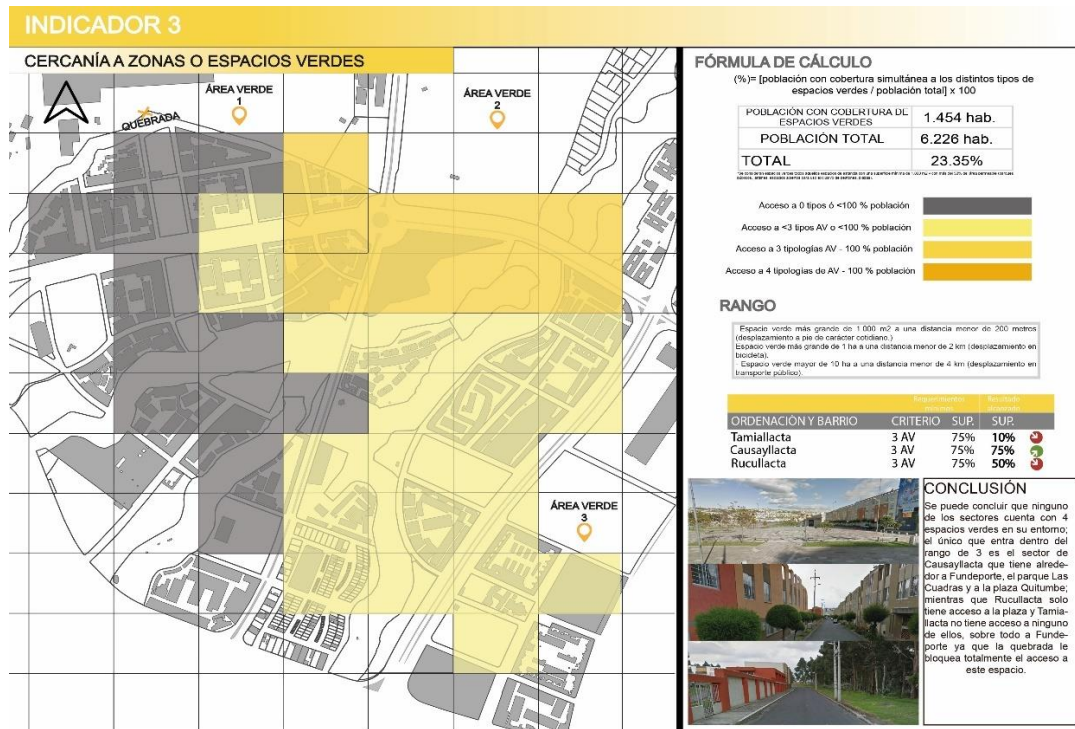 INDICADOR 3
CERCANÍA A ZONAS O ESPACIOS VERDES
ÁREA VERDE
1
ÁREA VERDE
2
QUEBRADA
ÁREA VERDE
3
FÓRMULA DE CÁLCULO
(%)= [población con cobertura simultánea a los distintos tipos de
espacios verdes / población total] x 100
POBLACIÓN CON COBERTURA DE
ESPACIOS VERDES
1.454 hab.
POBLACIÓN TOTAL
6.226 hab.
TOTAL
23.35%
Acceso a 0 tipos ó <100 % población
Acceso a <3 tipos AV o <100 % población
Acceso a 3 tipologías AV - 100 % población
Acceso a 4 tipologías de AV - 100 % población
RANGO
- Espacio verde más grande de 1 000 m2 a una distancia menor de 200 metros
(desplazamiento a pie de carácter cotidiano.)
Espacio verde más grande de 1 ha a una distancia menor de 2 km (desplazamiento en
bicicleta).
- Espacio verde mayor de 10 ha a una distancia menor de 4 km (desplazamiento en
transporte público).
Requerimientos
mínimos
Resultado
alcanzado
ORDENACIÓN Y BARRIO CRITERIO SUP. SUP.
Tamiallacta 3 AV 75% 10%
Causayllacta 3 AV 75% 75%
Rucullacta 3 AV 75% 50%
CONCLUSIÓN
Se puede concluir que ninguno
de los sectores cuenta con 4
espacios verdes en su entorno;
el único que entra dentro del
rango de 3 es el sector de
Causayllacta que tiene alrede-
dor a Fundeporte, el parque Las
Cuadras y a la plaza Quitumbe;
mientras que Rucullacta solo
tiene acceso a la plaza y Tamia-
llacta no tiene acceso a ninguno
de ellos, sobre todo a Funde-
porte ya que la quebrada le
bloquea totalmente el acceso a
este espacio.